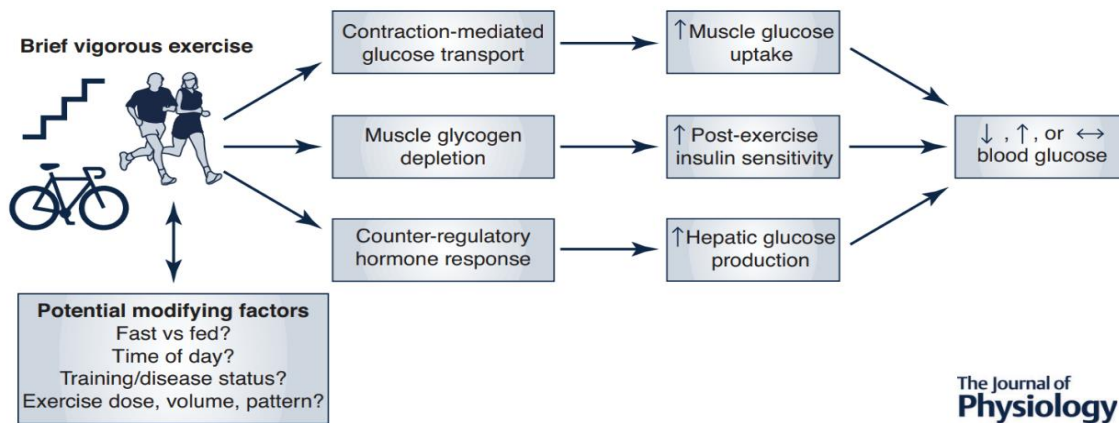 Brief vigorous exercise
Contraction-mediated
glucose transport
↑Muscle glucose
uptake
Muscle glycogen
depletion
↑Post-exercise
insulin sensitivity
↓ , ↑, or ↔
blood glucose
Counter-regulatory
hormone response
↑Hepatic glucose
production
Potential modifying factors
Fast vs fed?
Time of day?
Training/disease status?
Exercise dose, volume, pattern?
The Journal of
Physiology